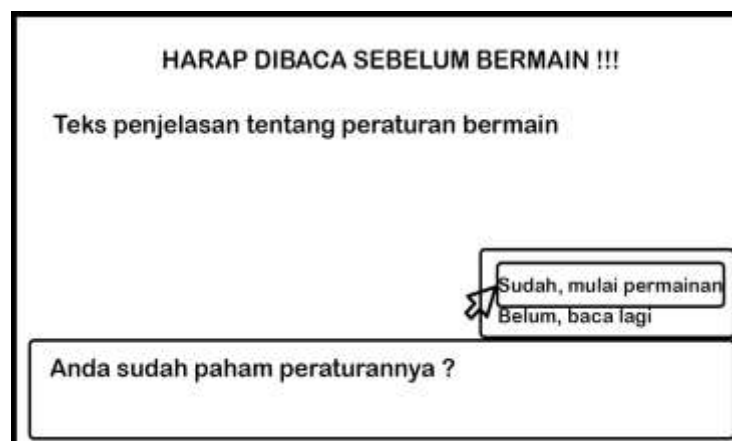 HARAP DIBACA SEBELUM BERMAIN !!!
Teks penjelasan tentang peraturan bermain
Sudah, mulai permainan
Belum, baca lagi
Anda sudah paham peraturannya ?